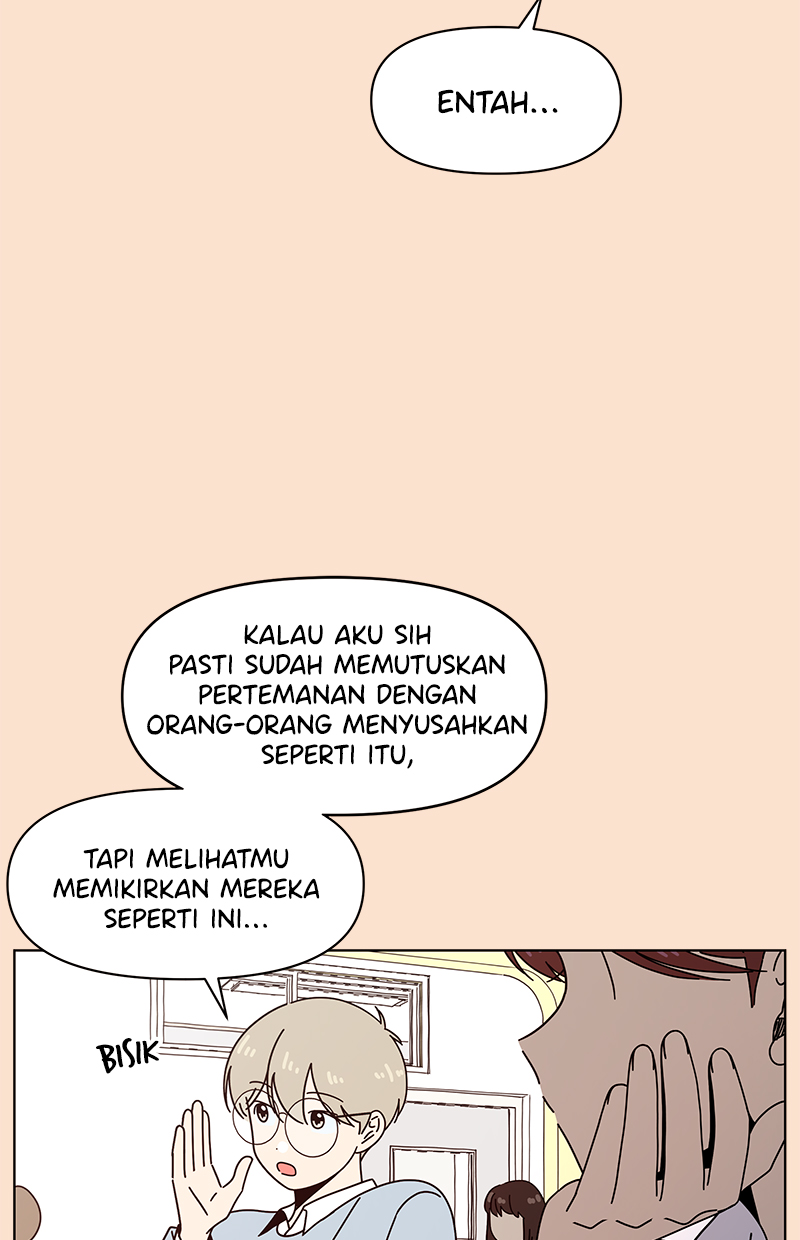 ENTAH...
KALAU AKU SIH
PASTI SUDAH MEMUTUSKAN
PERTEMANAN DENGAN
ORANG-ORANG MENYUSAHKAN
SEPERTI ITU,
TAPI MELIHATMU
MEMIKIRKAN MEREKA
SEPERTI INI...
BISIK